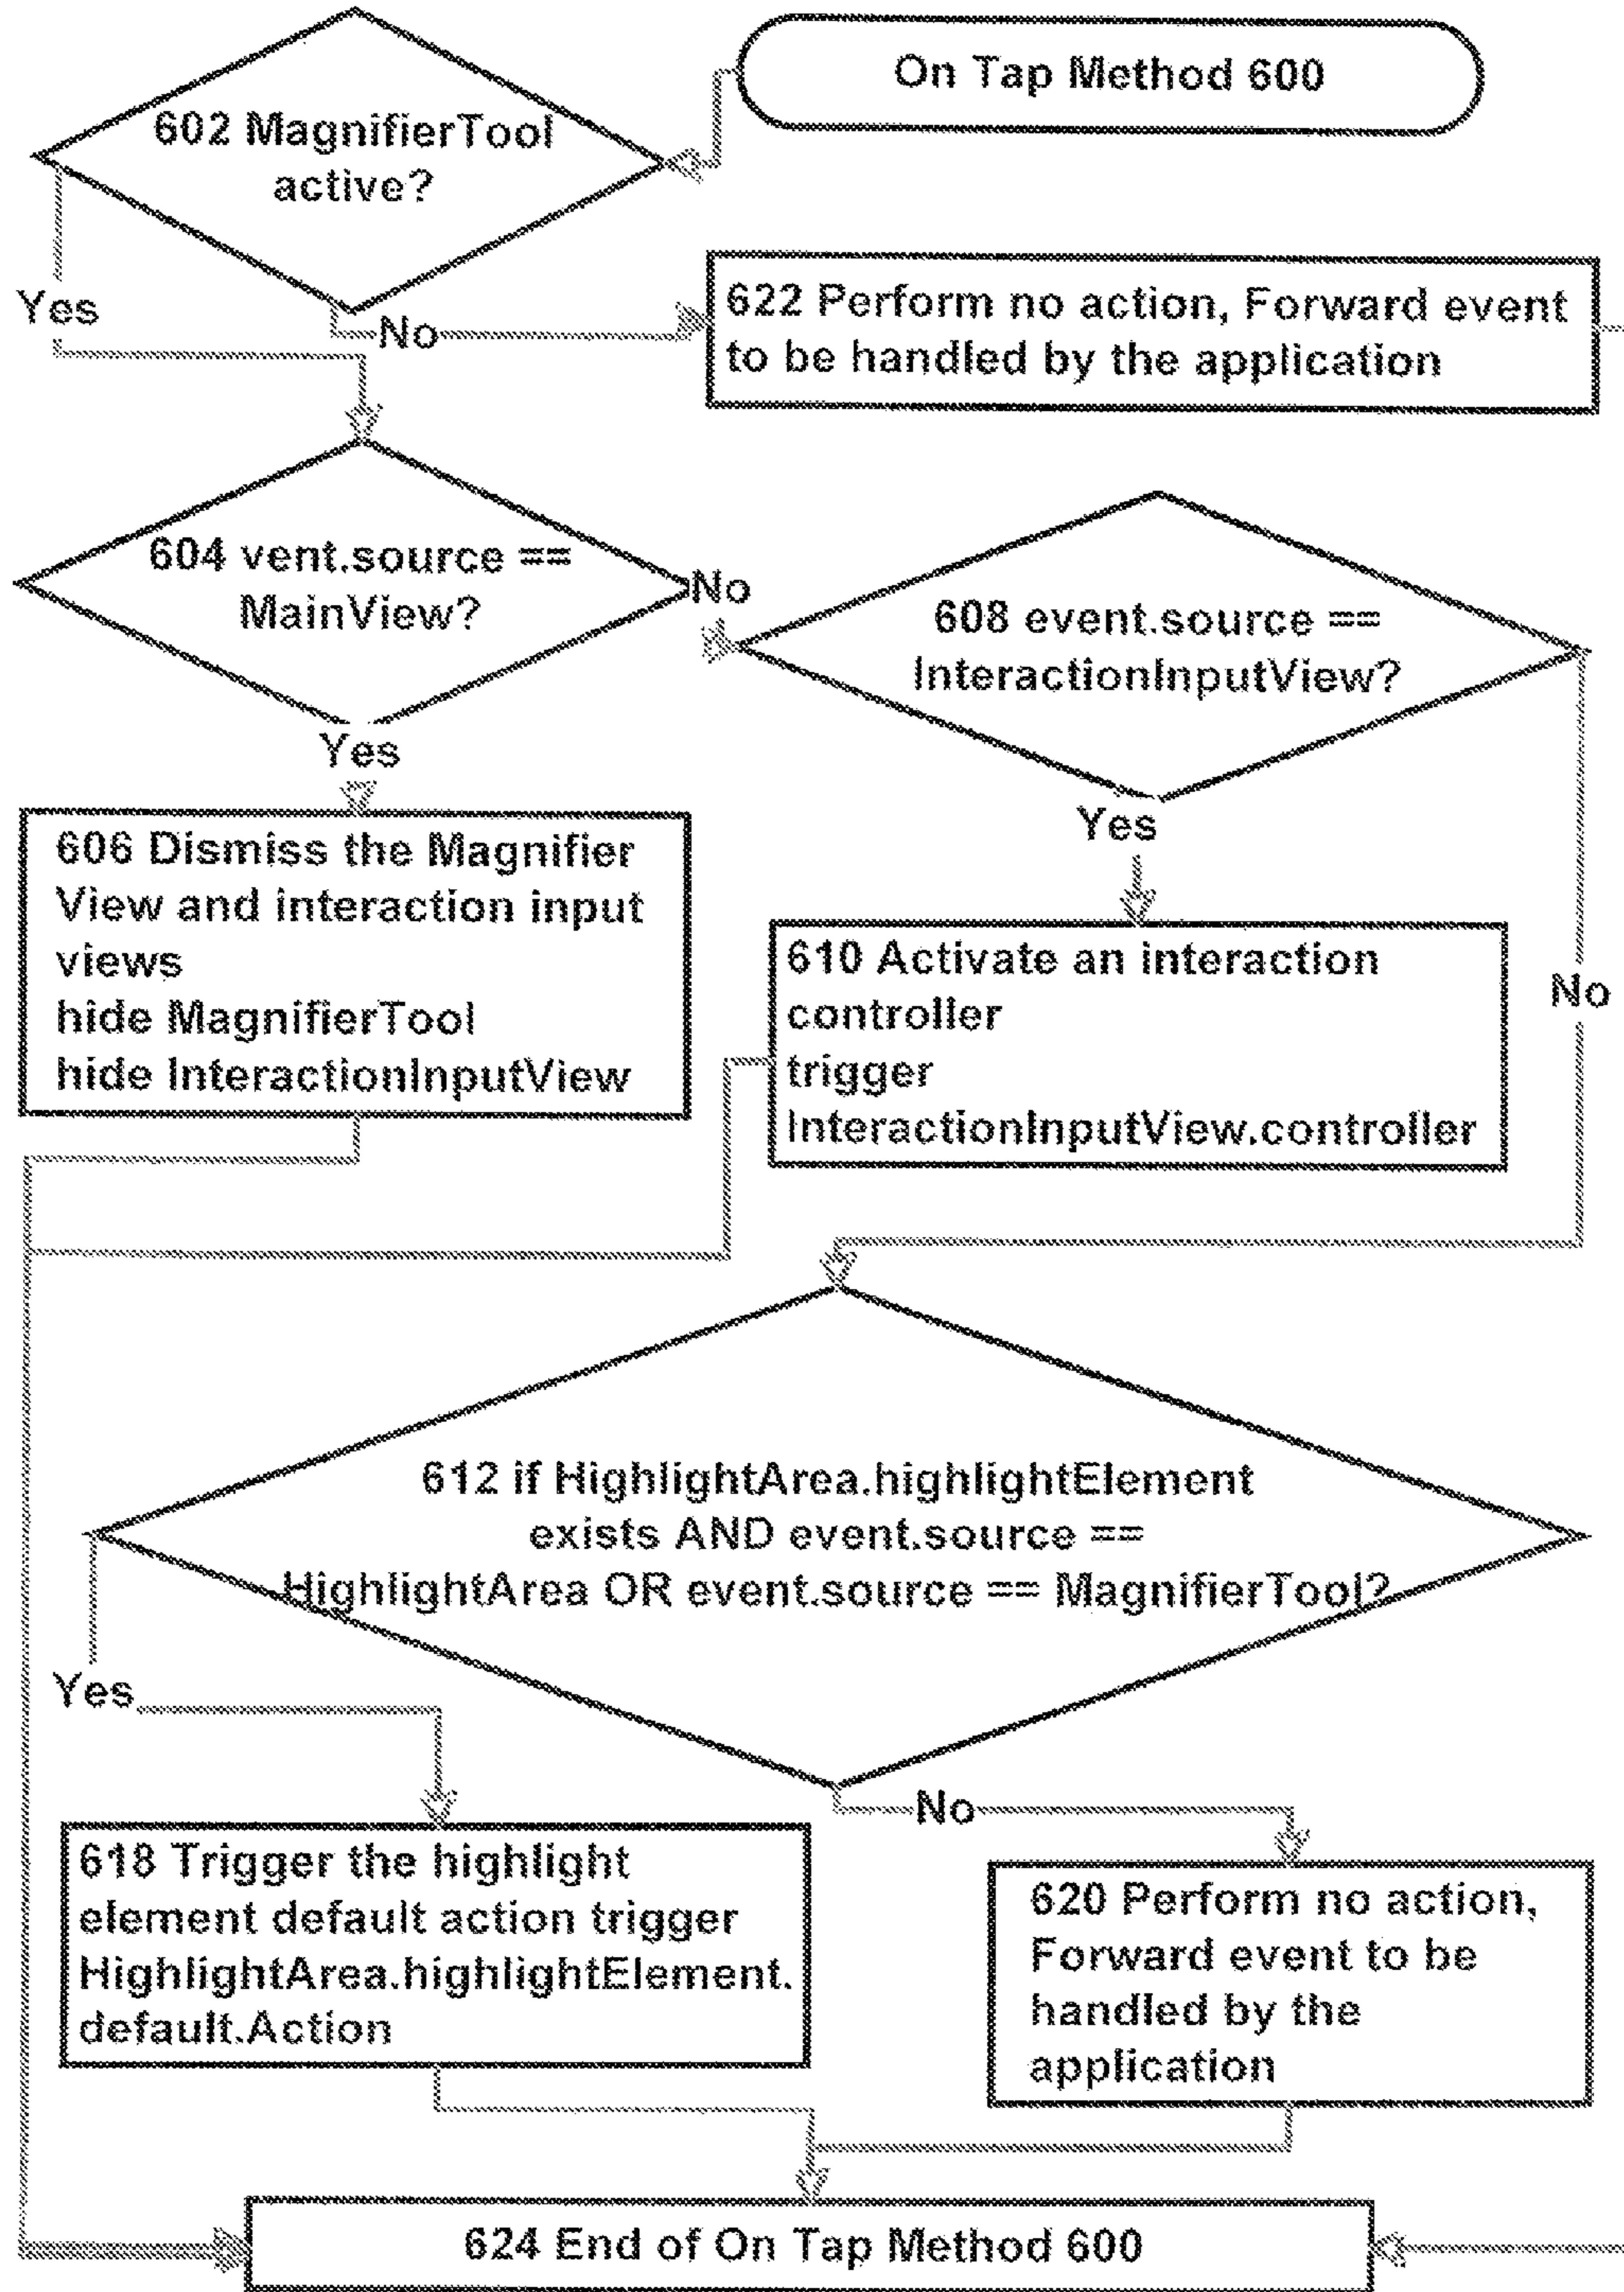 On Tap Method 600
602 MagnifierTool
active?
Yes
No
622 Perform no action, Forward event
to be handled by the application
604 vent.source ==
MainView?
No
608 event.source ==
InteractionInputView?
Yes
Yes
606 Dismiss the Magnifier
View and interaction input
views
hide MagnifierTool
hide InteractionInputView
610 Activate an interaction
controller
trigger
InteractionInputView.controller
No
612 if HighlightArea.highlightElement
exists AND event.source ==
HighlightArea OR event.source == MagnifierTool?
Yes
No
618 Trigger the highlight
element default action trigger
HighlightArea.highlightElement.
default.Action
620 Perform no action,
Forward event to be
handled by the
application
624 End of On Tap Method 600